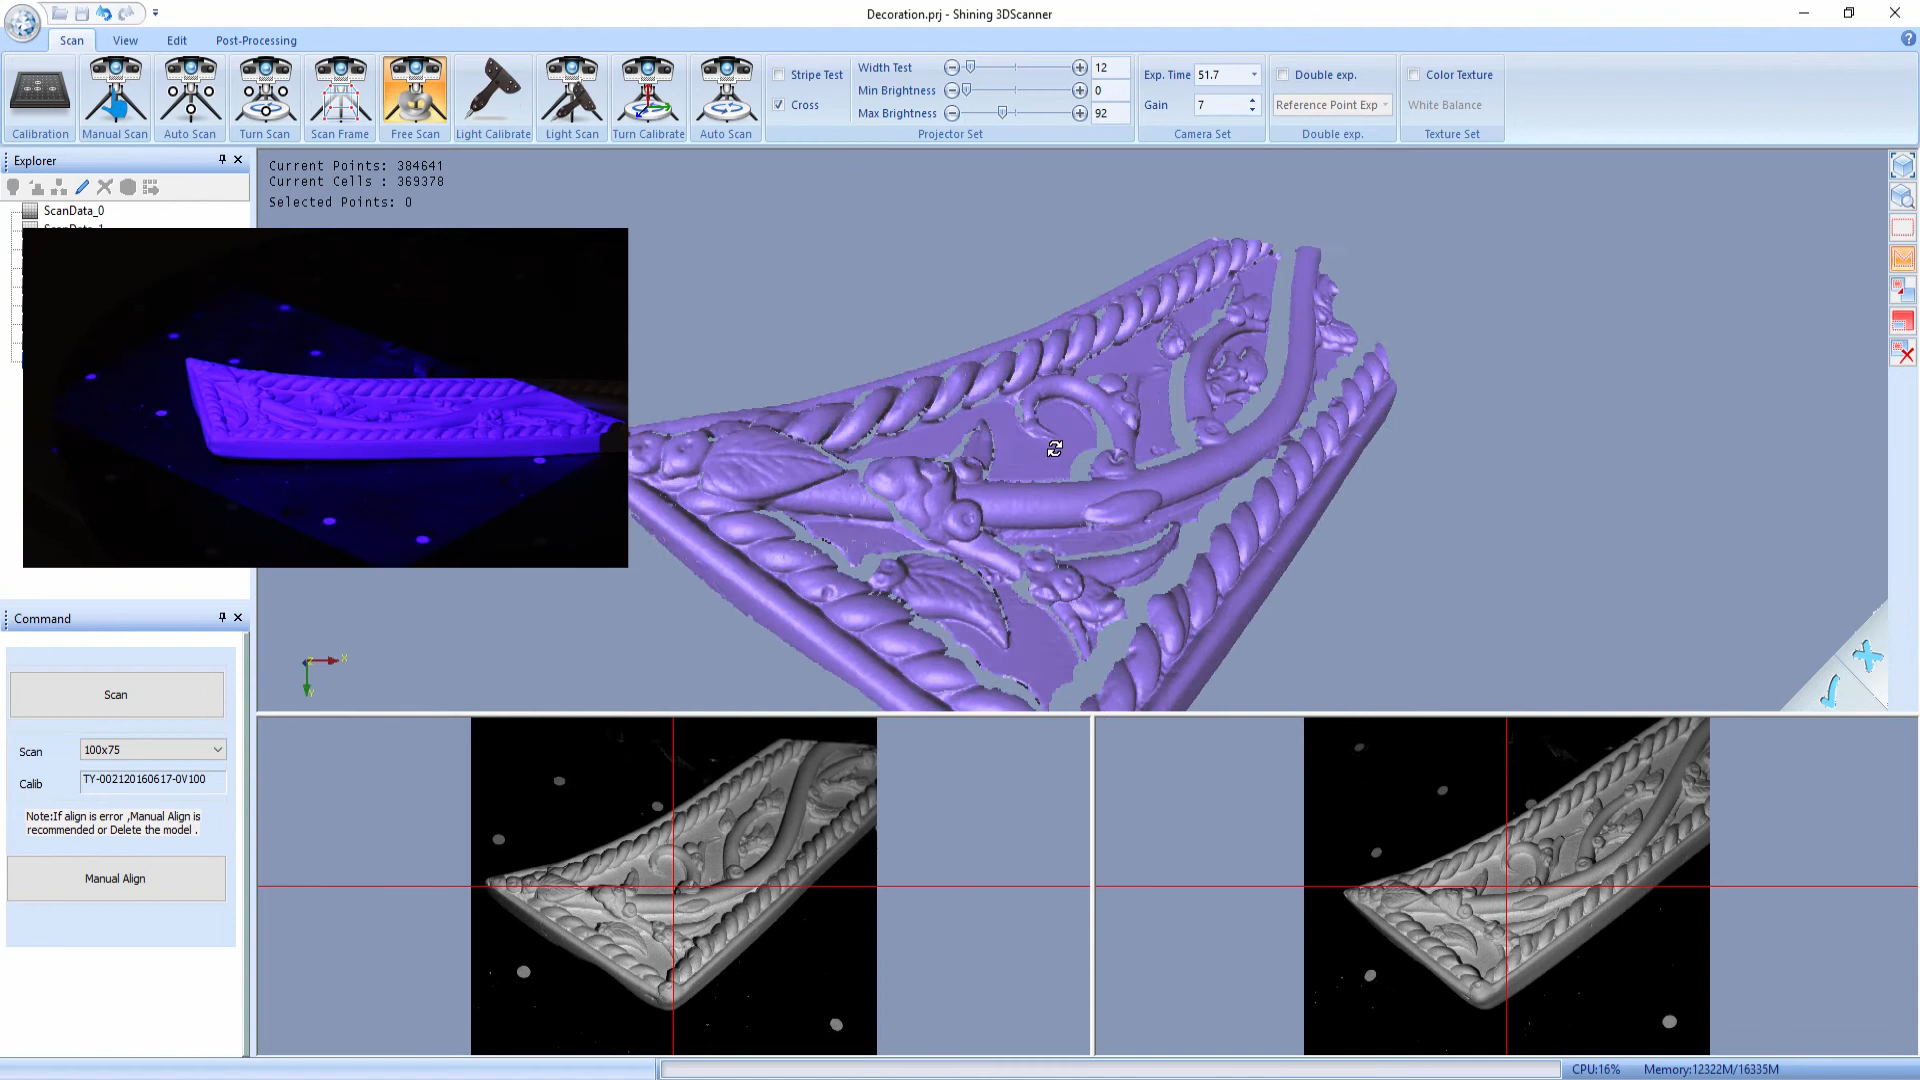 Decoration.prj - Shining 3DScanner
Scan
View
Edit
Post-Processing
Calibration
Manual Scan
Auto Scan
Turn Scan
Scan Frame
Free Scan
Light Calibrate
Light Scan
Turn Calibrate
Auto Scan
Stripe Test
Cross
Width Test 12
Min Brightness 0
Max Brightness 92
Projector Set
Exp. Time 51.7
Gain 7
Camera Set
Double exp.
Reference Point Exp
Double exp.
Color Texture
White Balance
Texture Set
Explorer
ScanData_0
ScanData_1
Current Points: 384641
Current Cells : 369378
Selected Points: 0
X
Y
Command
Scan
Scan 100x75
Calib TY-002120160617-0V100
Note:If align is error ,Manual Align is
recommended or Delete the model .
Manual Align
CPU:16%
Memory:12322M/16335M